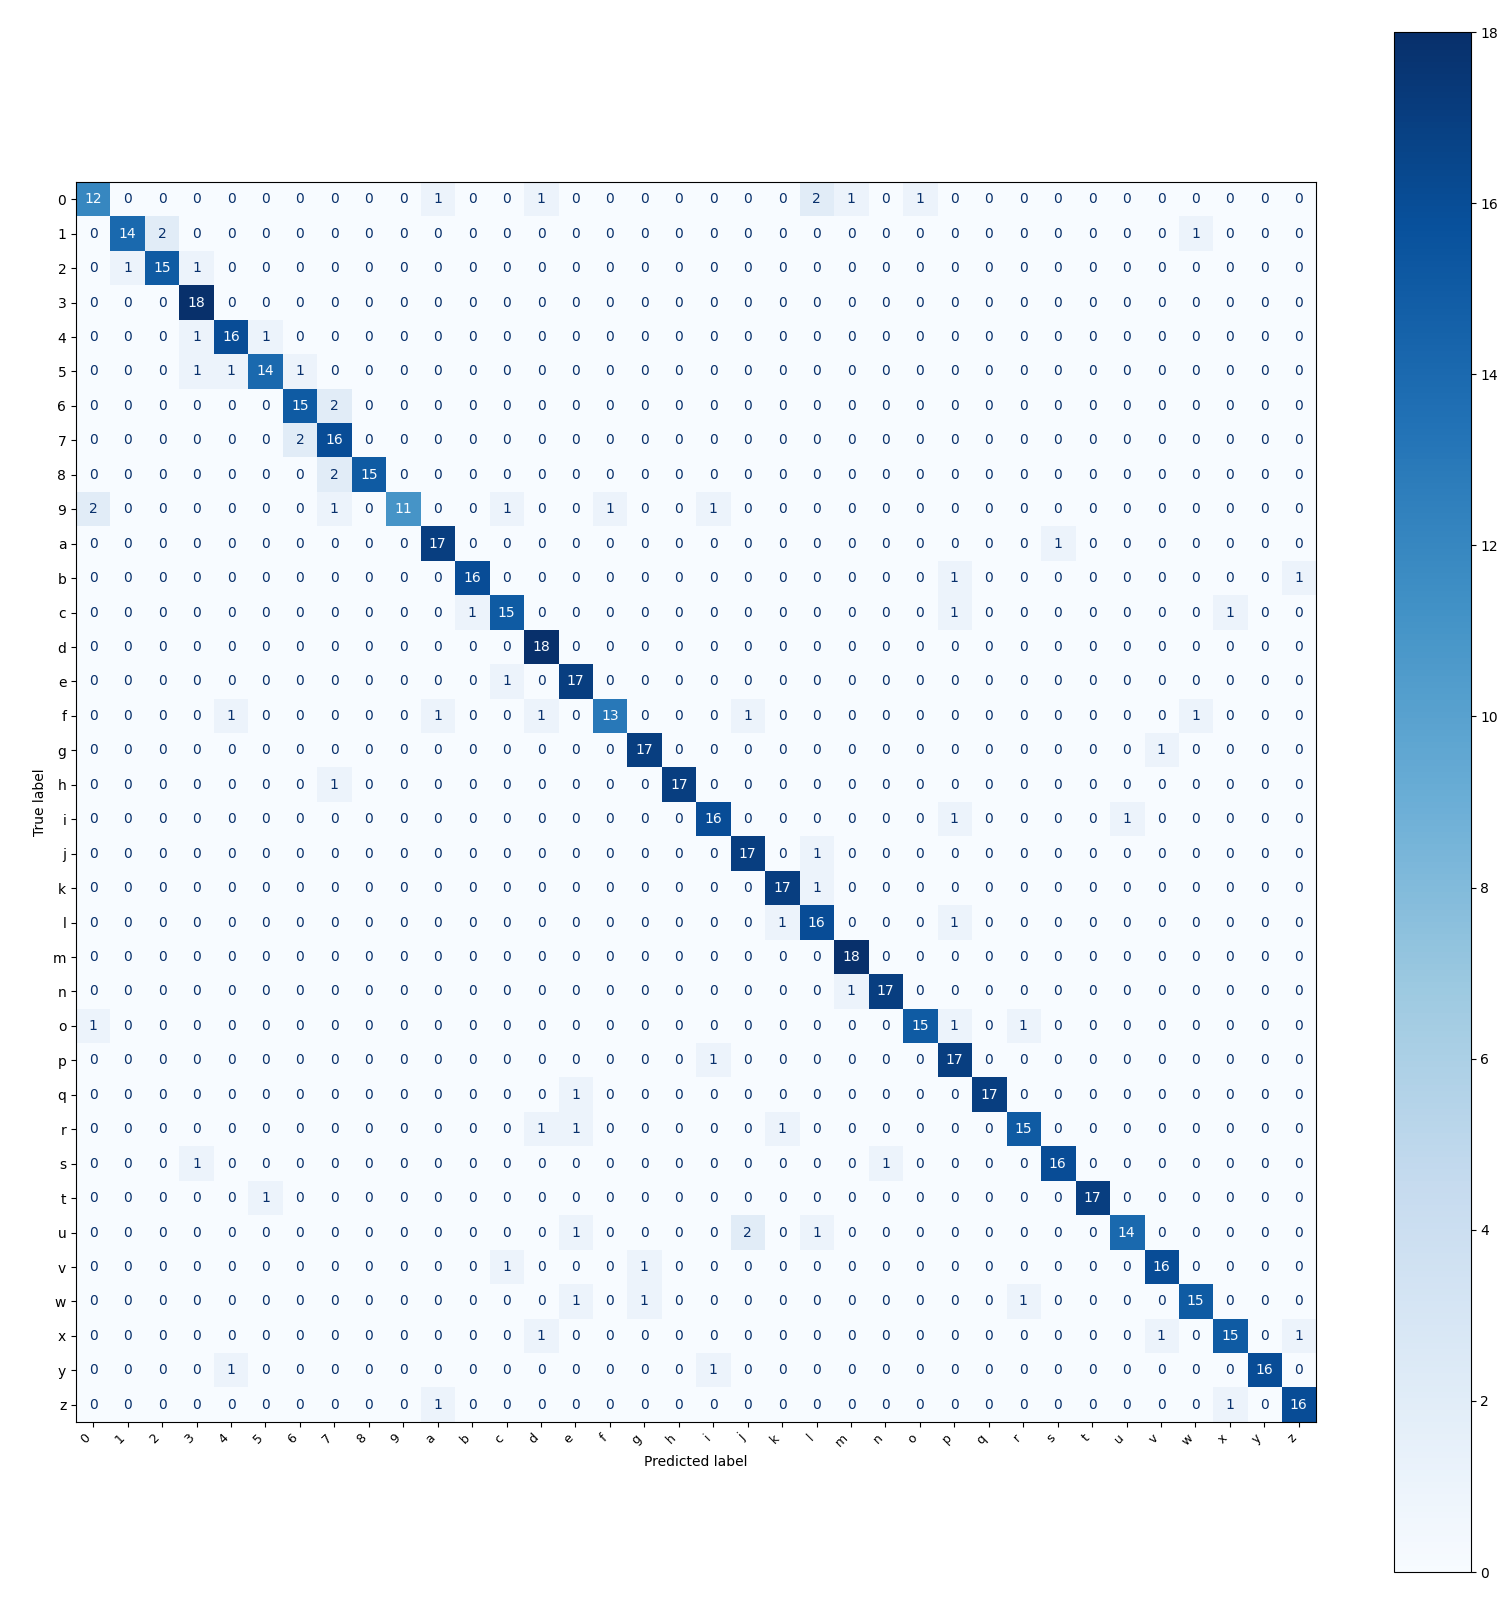 0 12 0 0 0 0 0 0 0 0 0 1 0 0 1 0 0 0 0 0 0 0 2 1 0 1 0 0 0 0 0 0 0 0 0 0 0
1 0 14 2 0 0 0 0 0 0 0 0 0 0 0 0 0 0 0 0 0 0 0 0 0 0 0 0 0 0 0 0 0 1 0 0 0
2 0 1 15 1 0 0 0 0 0 0 0 0 0 0 0 0 0 0 0 0 0 0 0 0 0 0 0 0 0 0 0 0 0 0 0 0
3 0 0 0 18 0 0 0 0 0 0 0 0 0 0 0 0 0 0 0 0 0 0 0 0 0 0 0 0 0 0 0 0 0 0 0 0
4 0 0 0 1 16 1 0 0 0 0 0 0 0 0 0 0 0 0 0 0 0 0 0 0 0 0 0 0 0 0 0 0 0 0 0 0
5 0 0 0 1 1 14 1 0 0 0 0 0 0 0 0 0 0 0 0 0 0 0 0 0 0 0 0 0 0 0 0 0 0 0 0 0
6 0 0 0 0 0 0 15 2 0 0 0 0 0 0 0 0 0 0 0 0 0 0 0 0 0 0 0 0 0 0 0 0 0 0 0 0
7 0 0 0 0 0 0 2 16 0 0 0 0 0 0 0 0 0 0 0 0 0 0 0 0 0 0 0 0 0 0 0 0 0 0 0 0
8 0 0 0 0 0 0 0 2 15 0 0 0 0 0 0 0 0 0 0 0 0 0 0 0 0 0 0 0 0 0 0 0 0 0 0 0
9 2 0 0 0 0 0 0 1 0 11 0 0 1 0 0 1 0 0 1 0 0 0 0 0 0 0 0 0 0 0 0 0 0 0 0 0
a 0 0 0 0 0 0 0 0 0 0 17 0 0 0 0 0 0 0 0 0 0 0 0 0 0 0 0 0 1 0 0 0 0 0 0 0
b 0 0 0 0 0 0 0 0 0 0 0 16 0 0 0 0 0 0 0 0 0 0 0 0 0 1 0 0 0 0 0 0 0 0 0 1
c 0 0 0 0 0 0 0 0 0 0 0 1 15 0 0 0 0 0 0 0 0 0 0 0 0 1 0 0 0 0 0 0 0 1 0 0
d 0 0 0 0 0 0 0 0 0 0 0 0 0 18 0 0 0 0 0 0 0 0 0 0 0 0 0 0 0 0 0 0 0 0 0 0
e 0 0 0 0 0 0 0 0 0 0 0 0 1 0 17 0 0 0 0 0 0 0 0 0 0 0 0 0 0 0 0 0 0 0 0 0
f 0 0 0 0 1 0 0 0 0 0 1 0 0 1 0 13 0 0 0 1 0 0 0 0 0 0 0 0 0 0 0 0 1 0 0 0
g 0 0 0 0 0 0 0 0 0 0 0 0 0 0 0 0 17 0 0 0 0 0 0 0 0 0 0 0 0 0 0 1 0 0 0 0
h 0 0 0 0 0 0 0 1 0 0 0 0 0 0 0 0 0 17 0 0 0 0 0 0 0 0 0 0 0 0 0 0 0 0 0 0
i 0 0 0 0 0 0 0 0 0 0 0 0 0 0 0 0 0 0 16 0 0 0 0 0 0 1 0 0 0 0 1 0 0 0 0 0
j 0 0 0 0 0 0 0 0 0 0 0 0 0 0 0 0 0 0 0 17 0 1 0 0 0 0 0 0 0 0 0 0 0 0 0 0
k 0 0 0 0 0 0 0 0 0 0 0 0 0 0 0 0 0 0 0 0 17 1 0 0 0 0 0 0 0 0 0 0 0 0 0 0
l 0 0 0 0 0 0 0 0 0 0 0 0 0 0 0 0 0 0 0 0 1 16 0 0 0 1 0 0 0 0 0 0 0 0 0 0
m 0 0 0 0 0 0 0 0 0 0 0 0 0 0 0 0 0 0 0 0 0 0 18 0 0 0 0 0 0 0 0 0 0 0 0 0
n 0 0 0 0 0 0 0 0 0 0 0 0 0 0 0 0 0 0 0 0 0 0 1 17 0 0 0 0 0 0 0 0 0 0 0 0
o 1 0 0 0 0 0 0 0 0 0 0 0 0 0 0 0 0 0 0 0 0 0 0 0 15 1 0 1 0 0 0 0 0 0 0 0
p 0 0 0 0 0 0 0 0 0 0 0 0 0 0 0 0 0 0 1 0 0 0 0 0 0 17 0 0 0 0 0 0 0 0 0 0
q 0 0 0 0 0 0 0 0 0 0 0 0 0 0 1 0 0 0 0 0 0 0 0 0 0 0 17 0 0 0 0 0 0 0 0 0
r 0 0 0 0 0 0 0 0 0 0 0 0 0 1 1 0 0 0 0 0 1 0 0 0 0 0 0 15 0 0 0 0 0 0 0 0
s 0 0 0 1 0 0 0 0 0 0 0 0 0 0 0 0 0 0 0 0 0 0 0 1 0 0 0 0 16 0 0 0 0 0 0 0
t 0 0 0 0 0 1 0 0 0 0 0 0 0 0 0 0 0 0 0 0 0 0 0 0 0 0 0 0 0 17 0 0 0 0 0 0
u 0 0 0 0 0 0 0 0 0 0 0 0 0 0 1 0 0 0 0 2 0 1 0 0 0 0 0 0 0 0 14 0 0 0 0 0
v 0 0 0 0 0 0 0 0 0 0 0 0 1 0 0 0 1 0 0 0 0 0 0 0 0 0 0 0 0 0 0 16 0 0 0 0
w 0 0 0 0 0 0 0 0 0 0 0 0 0 0 1 0 1 0 0 0 0 0 0 0 0 0 0 1 0 0 0 0 15 0 0 0
x 0 0 0 0 0 0 0 0 0 0 0 0 0 1 0 0 0 0 0 0 0 0 0 0 0 0 0 0 0 0 0 1 0 15 0 1
y 0 0 0 0 1 0 0 0 0 0 0 0 0 0 0 0 0 0 1 0 0 0 0 0 0 0 0 0 0 0 0 0 0 0 16 0
z 0 0 0 0 0 0 0 0 0 0 1 0 0 0 0 0 0 0 0 0 0 0 0 0 0 0 0 0 0 0 0 0 0 1 0 16
0 1 2 3 4 5 6 7 8 9 a b c d e f g h i j k l m n o p q r s t u v w x y z
Predicted label
True label
18
16
14
12
10
8
6
4
2
0